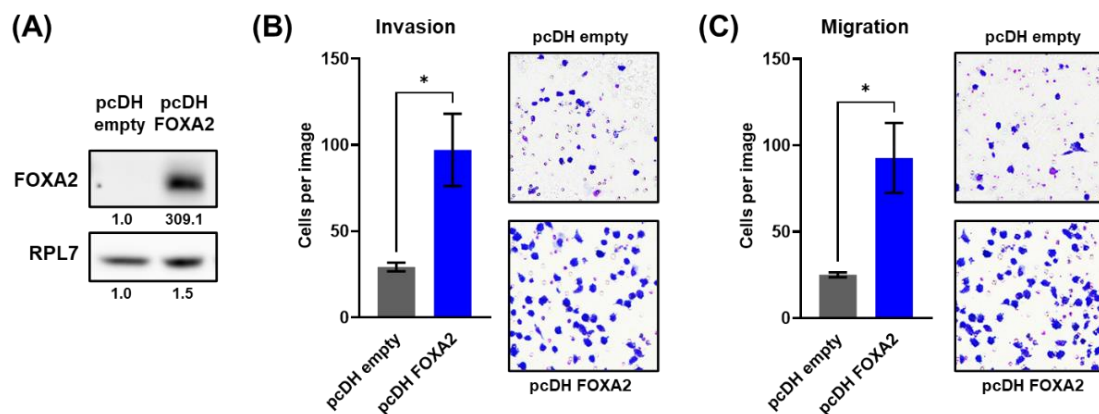 (A)
pcDH
empty
pcDH
FOXA2
FOXA2
1.0 309.1
RPL7
1.0 1.5
(B)
Invasion
Cells per image
150
100
50
0
*
pcDH empty
pcDH FOXA2
pcDH empty
pcDH FOXA2
(C)
Migration
Cells per image
150
100
50
0
*
pcDH empty
pcDH FOXA2
pcDH empty
pcDH FOXA2